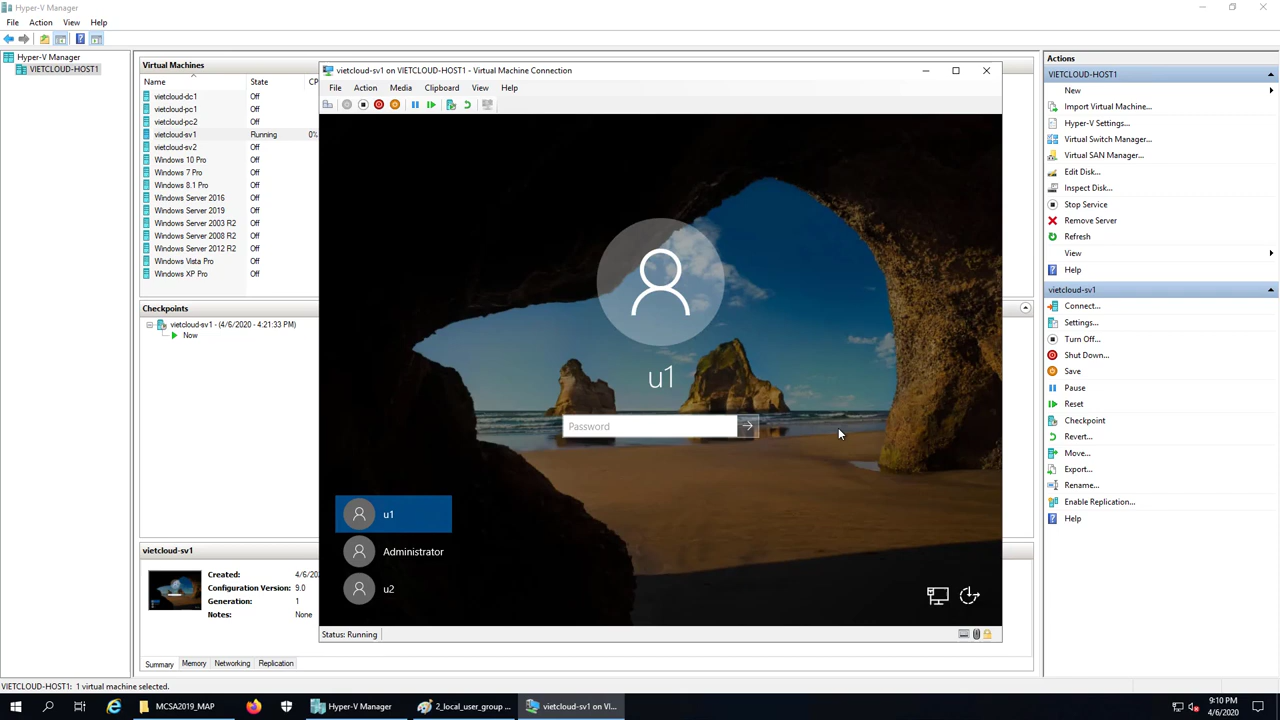 Hyper-V Manager
File Action View Help
Hyper-V Manager
VIETCLOUD-HOST1
Virtual Machines
Name State CP
vietcloud-dc1 Off
vietcloud-pc1 Off
vietcloud-pc2 Off
vietcloud-sv1 Running 0%
vietcloud-sv2 Off
Windows 10 Pro Off
Windows 7 Pro Off
Windows 8.1 Pro Off
Windows Server 2016 Off
Windows Server 2019 Off
Windows Server 2003 R2 Off
Windows Server 2008 R2 Off
Windows Server 2012 R2 Off
Windows Vista Pro Off
Windows XP Pro Off
Checkpoints
vietcloud-sv1 - (4/6/2020 - 4:21:33 PM)
Now
vietcloud-sv1
Created: 4/6/20
Configuration Version: 9.0
Generation: 1
Notes: None
Summary Memory Networking Replication
vietcloud-sv1 on VIETCLOUD-HOST1 - Virtual Machine Connection
File Action Media Clipboard View Help
u1
Password
u1
Administrator
u2
Status: Running
Actions
VIETCLOUD-HOST1
New
Import Virtual Machine...
Hyper-V Settings...
Virtual Switch Manager...
Virtual SAN Manager...
Edit Disk...
Inspect Disk...
Stop Service
Remove Server
Refresh
View
Help
vietcloud-sv1
Connect...
Settings...
Turn Off...
Shut Down...
Save
Pause
Reset
Checkpoint
Revert...
Move...
Export...
Rename...
Enable Replication...
Help
VIETCLOUD-HOST1: 1 virtual machine selected.
MCSA2019_MAP
Hyper-V Manager
2_local_user_group ...
vietcloud-sv1 on VI...
9:10 PM
4/6/2020